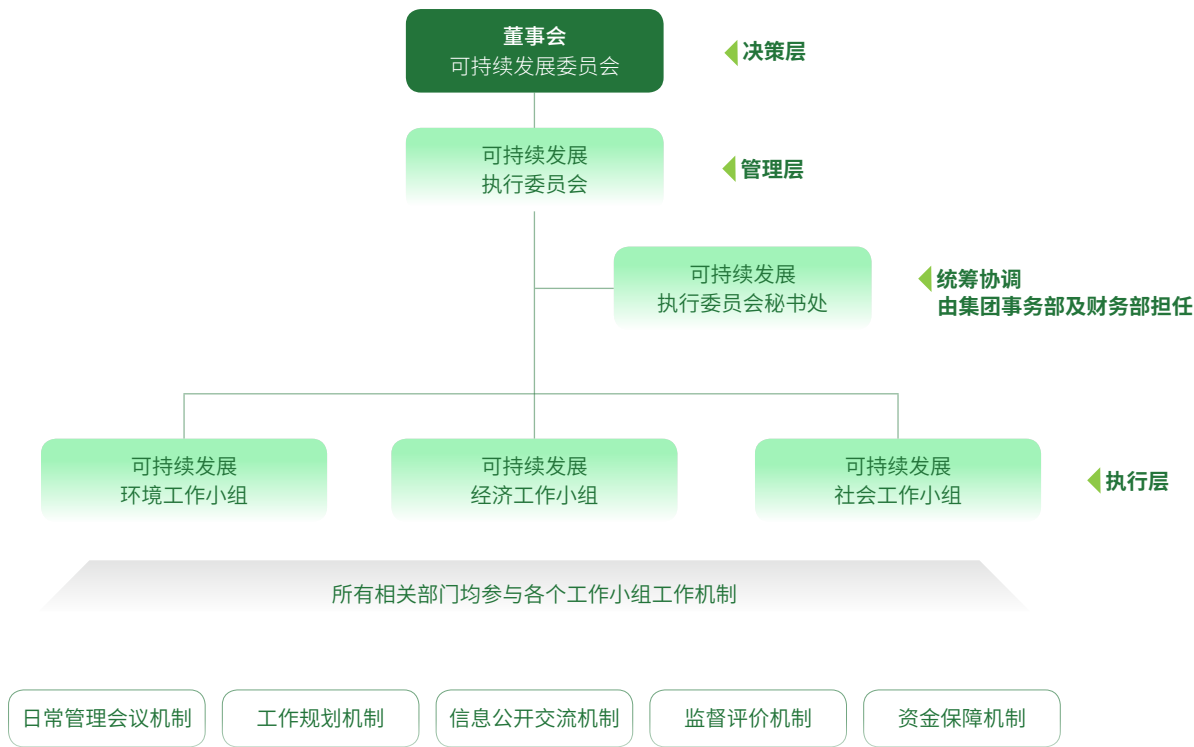 董事会
可持续发展委员会
决策层
可持续发展
执行委员会
管理层
可持续发展
执行委员会秘书处
统筹协调
由集团事务部及财务部担任
可持续发展
环境工作小组
可持续发展
经济工作小组
可持续发展
社会工作小组
执行层
所有相关部门均参与各个工作小组工作机制
日常管理会议机制
工作规划机制
信息公开交流机制
监督评价机制
资金保障机制